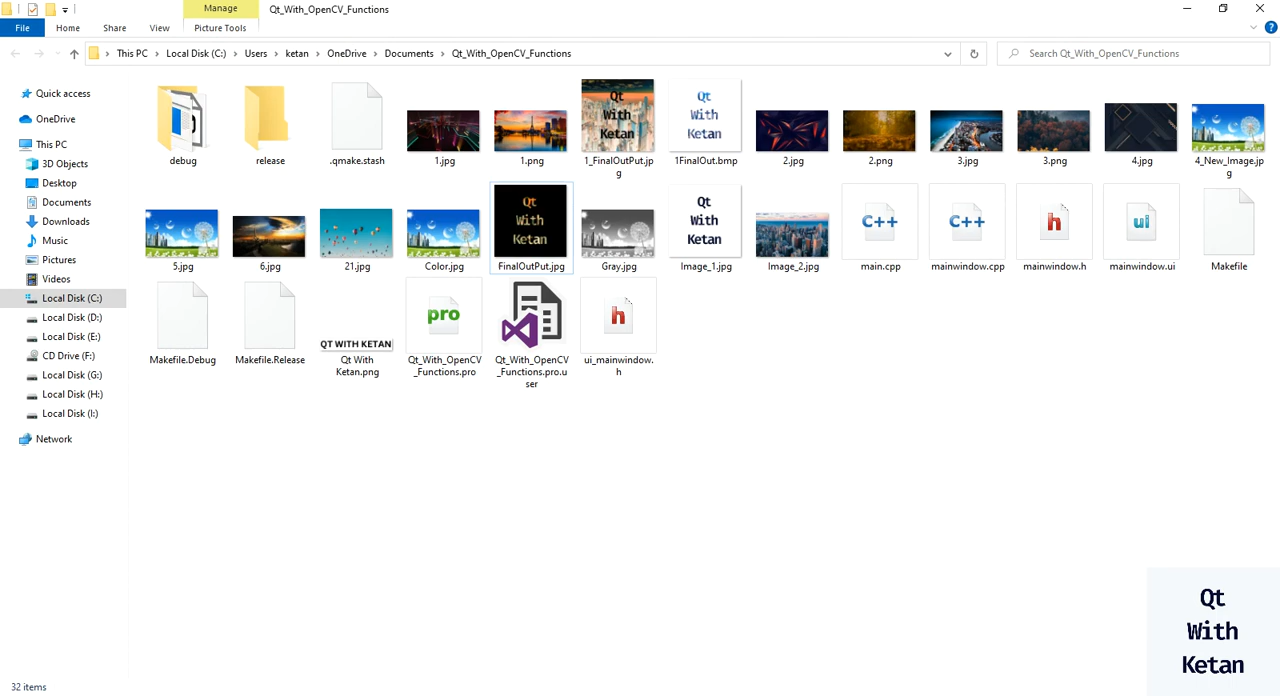 Manage
Qt_With_OpenCV_Functions
File
Home
Share
View
Picture Tools
This PC
Local Disk (C:)
Users
ketan
OneDrive
Documents
Qt_With_OpenCV_Functions
Search Qt_With_OpenCV_Functions
Quick access
OneDrive
This PC
3D Objects
Desktop
Documents
Downloads
Music
Pictures
Videos
Local Disk (C:)
Local Disk (D:)
Local Disk (E:)
CD Drive (F:)
Local Disk (G:)
Local Disk (H:)
Local Disk (I:)
Network
Qt
With
Ketan
Qt
With
Ketan
debug
release
.qmake.stash
1.jpg
1.png
1_FinalOutPut.jp
g
1FinalOut.bmp
2.jpg
2.png
3.jpg
3.png
4.jpg
4_New_Image.jp
g
Qt
With
Ketan
Qt
With
Ketan
C++
C++
h
ui
5.jpg
6.jpg
21.jpg
Color.jpg
FinalOutPut.jpg
Gray.jpg
Image_1.jpg
Image_2.jpg
main.cpp
mainwindow.cpp
mainwindow.h
mainwindow.ui
Makefile
QT WITH KETAN
pro
h
Makefile.Debug
Makefile.Release
Qt With
Ketan.png
Qt_With_OpenCV
_Functions.pro
Qt_With_OpenCV
_Functions.pro.u
ser
ui_mainwindow.
h
Qt
With
Ketan
32 items